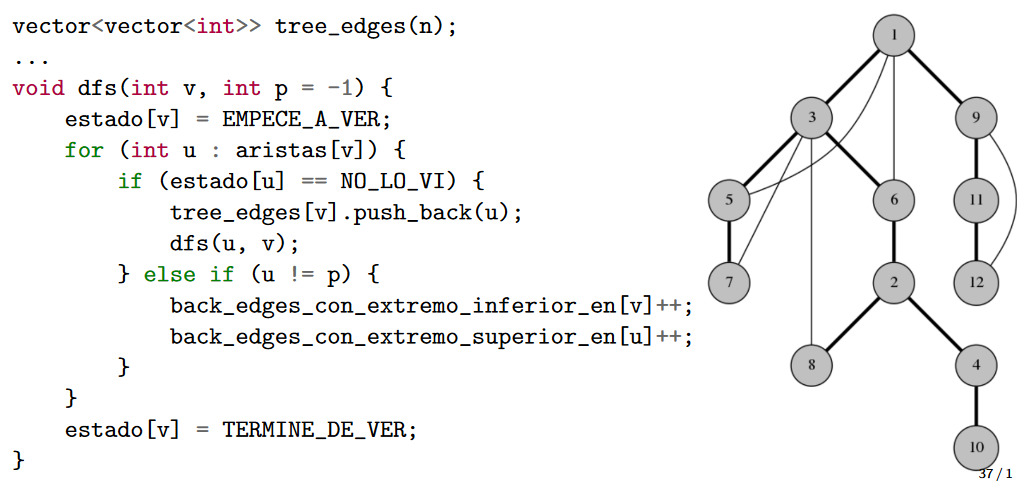 vector<vector<int>> tree_edges(n);
...
void dfs(int v, int p = -1) {
    estado[v] = EMPECE_A_VER;
    for (int u : aristas[v]) {
        if (estado[u] == NO_LO_VI) {
            tree_edges[v].push_back(u);
            dfs(u, v);
        } else if (u != p) {
            back_edges_con_extremo_inferior_en[v]++;
            back_edges_con_extremo_superior_en[u]++;
        }
    }
    estado[v] = TERMINE_DE_VER;
}
1
3
9
5
6
11
7
2
12
8
4
10
37 / 1